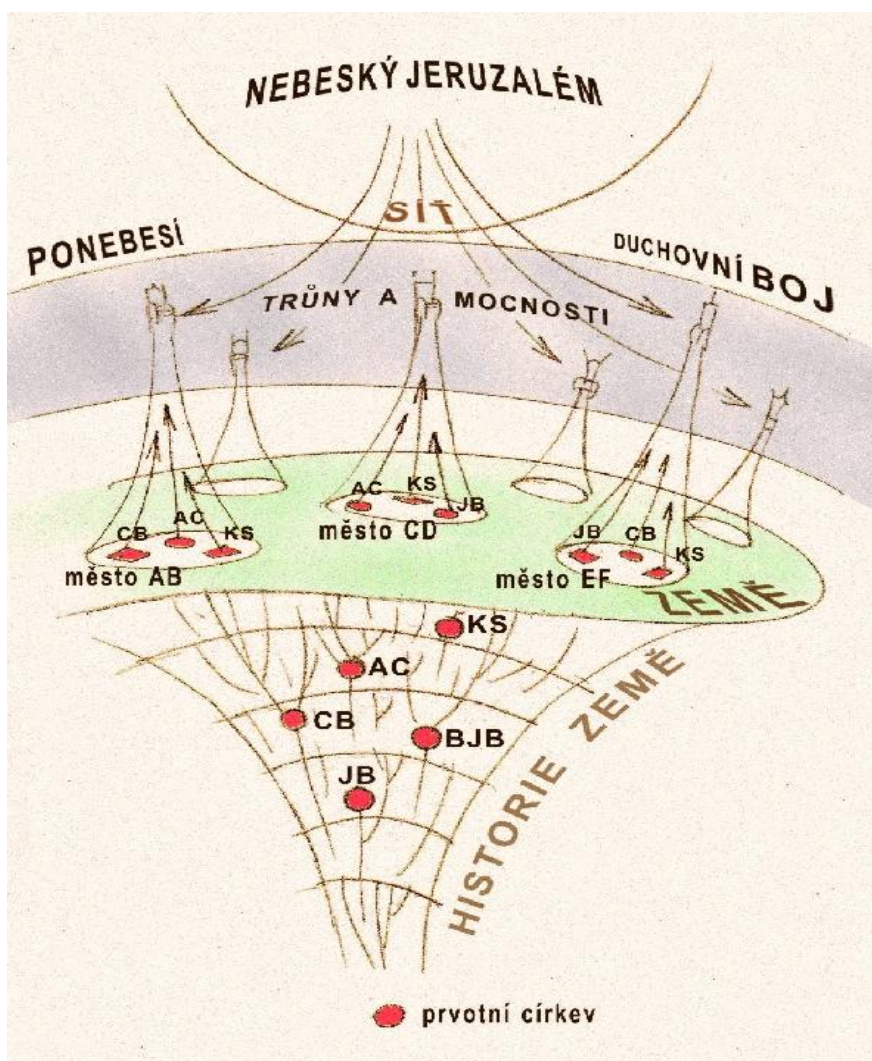 NEBESKÝ JERUZALÉM
SÍŤ
PONEBESÍ
DUCHOVNÍ BOJ
TRŮNY A MOCNOSTI
AC KS JB
město CD
CB AC KS
město AB
JB CB KS
město EF
ZEMĚ
KS
AC
CB
BJB
JB
HISTORIE ZEMĚ
prvotní církev